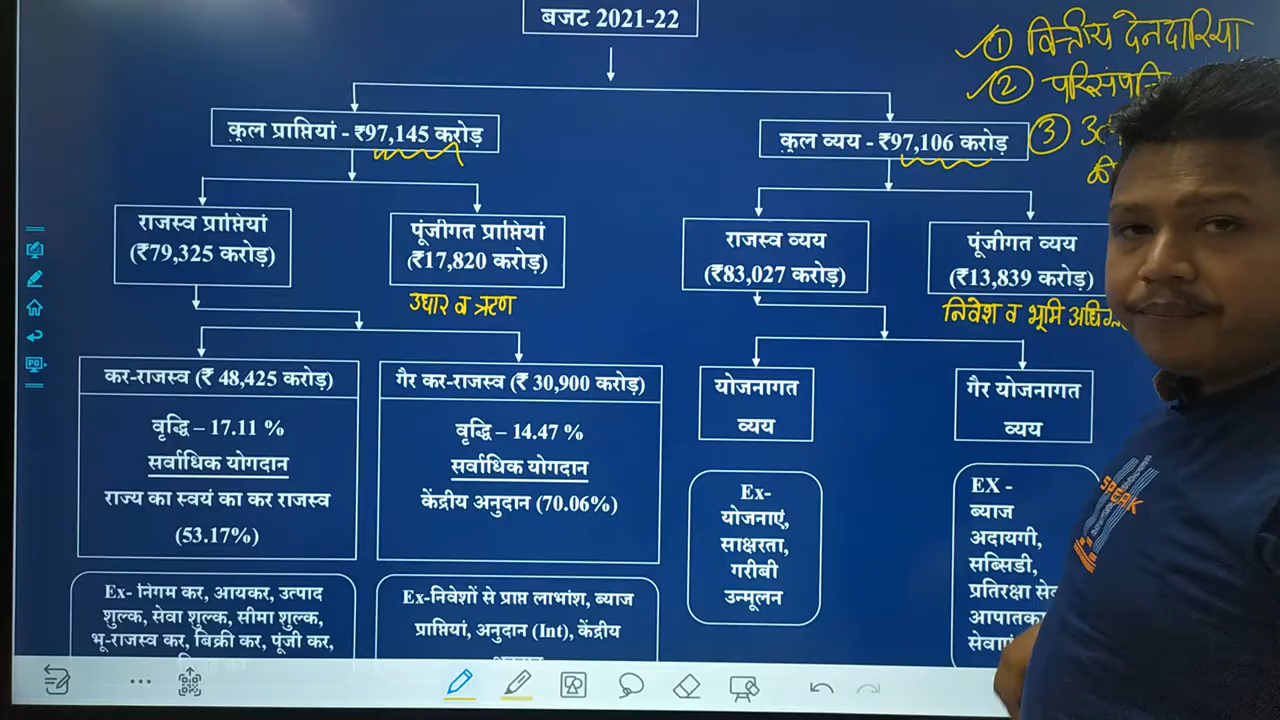 बजट 2021-22
① वित्तीय देनदारिया
②
③
कुल प्राप्तियां - ₹97,145 करोड़
कुल व्यय - ₹97,106 करोड़
राजस्व प्राप्तियां
(₹79,325 करोड़)
पूंजीगत प्राप्तियां
(₹17,820 करोड़)
उधार व ऋण
राजस्व व्यय
(₹83,027 करोड़)
पूंजीगत व्यय
(₹13,839 करोड़)
निवेश व भूमि
कर-राजस्व (₹ 48,425 करोड़)
वृद्धि – 17.11 %
सर्वाधिक योगदान
राज्य का स्वयं का कर राजस्व
(53.17%)
गैर कर-राजस्व (₹ 30,900 करोड़)
वृद्धि – 14.47 %
सर्वाधिक योगदान
केंद्रीय अनुदान (70.06%)
योजनागत
व्यय
गैर योजनागत
व्यय
Ex- निगम कर, आयकर, उत्पाद
शुल्क, सेवा शुल्क, सीमा शुल्क,
भू-राजस्व कर, बिक्री कर, पूंजी कर,
Ex-निवेशों से प्राप्त लाभांश, ब्याज
प्राप्तियां, अनुदान (Int), केंद्रीय
Ex-
योजनाएं,
साक्षरता,
गरीबी
उन्मूलन
EX -
ब्याज
अदायगी,
सब्सिडी,
प्रतिरक्षा
PC
SPEAK